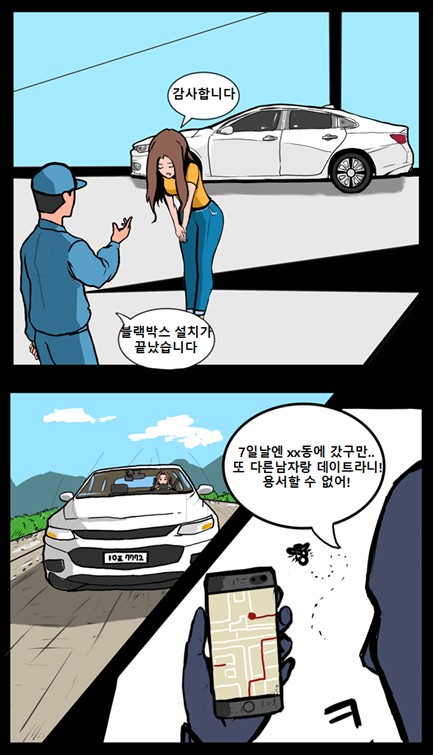 감사합니다
블랙박스 설치가
끝났습니다
7일날엔 xx동에 갔구만..
또 다른남자랑 데이트라니!
용서할 수 없어!
ㅋ